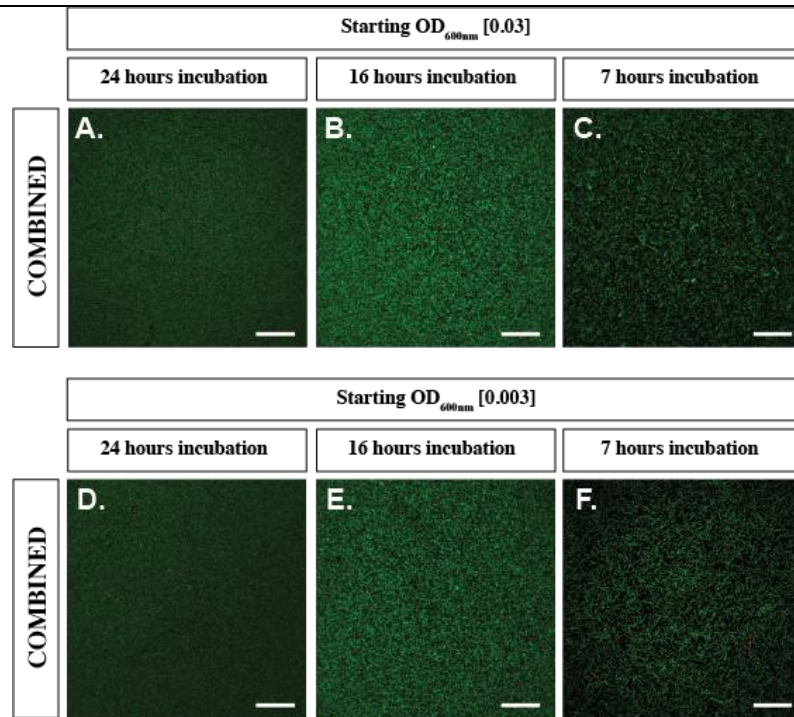 Starting OD600nm [0.03]
24 hours incubation
16 hours incubation
7 hours incubation
COMBINED
A.
B.
C.
Starting OD600nm [0.003]
24 hours incubation
16 hours incubation
7 hours incubation
COMBINED
D.
E.
F.